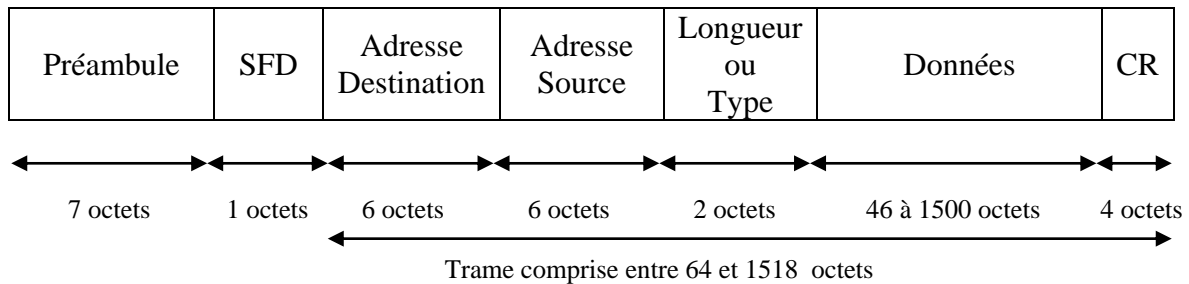 Préambule
SFD
Adresse
Destination
Adresse
Source
Longueur
ou
Type
Données
CR
7 octets
1 octets
6 octets
6 octets
2 octets
46 à 1500 octets
4 octets
Trame comprise entre 64 et 1518 octets